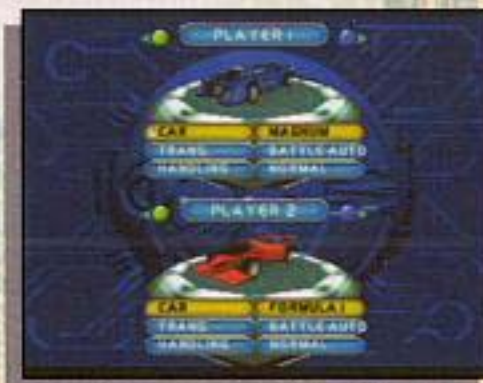 PLAYER 1
CAR MAGNUM
TRANS BATTLE-AUTO
HANDLING NORMAL
PLAYER 2
CAR FORMULA 1
TRANS BATTLE-AUTO
HANDLING NORMAL